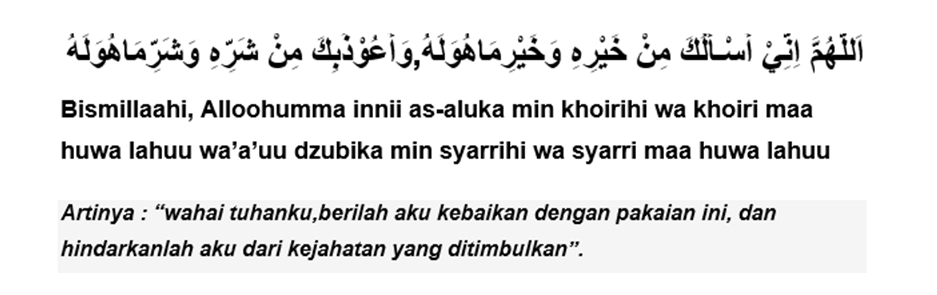 اَللّٰهُمَّ اِنِّيْ اَسْـأَلُكَ مِنْ خَيْرِهِ وَخَيْرِمَاهُوَلَهُ,وَأَعُوْذُبِكَ مِنْ شَرِّهِ وَشَرِّمَاهُوَلَهُ
Bismillaahi, Alloohumma innii as-aluka min khoirihi wa khoiri maa
huwa lahuu wa’a’uu dzubika min syarrihi wa syarri maa huwa lahuu
Artinya : “wahai tuhanku,berilah aku kebaikan dengan pakaian ini, dan
hindarkanlah aku dari kejahatan yang ditimbulkan”.